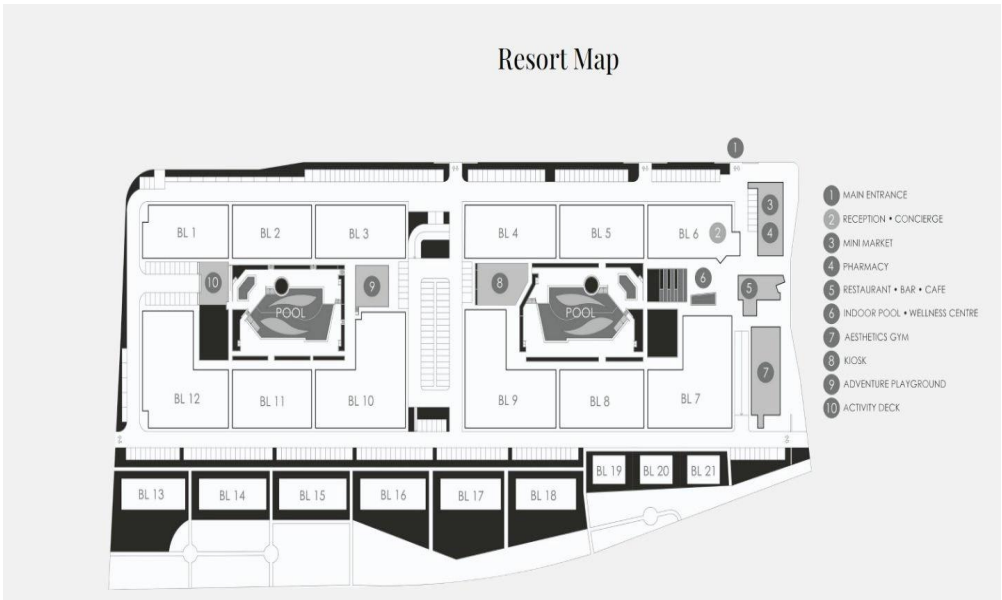 Resort Map
1
BL 1
BL 2
BL 3
BL 4
BL 5
BL 6
2
3
4
10
POOL
9
8
POOL
6
5
BL 12
BL 11
BL 10
BL 9
BL 8
BL 7
7
BL 13
BL 14
BL 15
BL 16
BL 17
BL 18
BL 19
BL 20
BL 21
1 MAIN ENTRANCE
2 RECEPTION • CONCIERGE
3 MINI MARKET
4 PHARMACY
5 RESTAURANT • BAR • CAFE
6 INDOOR POOL • WELLNESS CENTRE
7 AESTHETICS GYM
8 KIOSK
9 ADVENTURE PLAYGROUND
10 ACTIVITY DECK